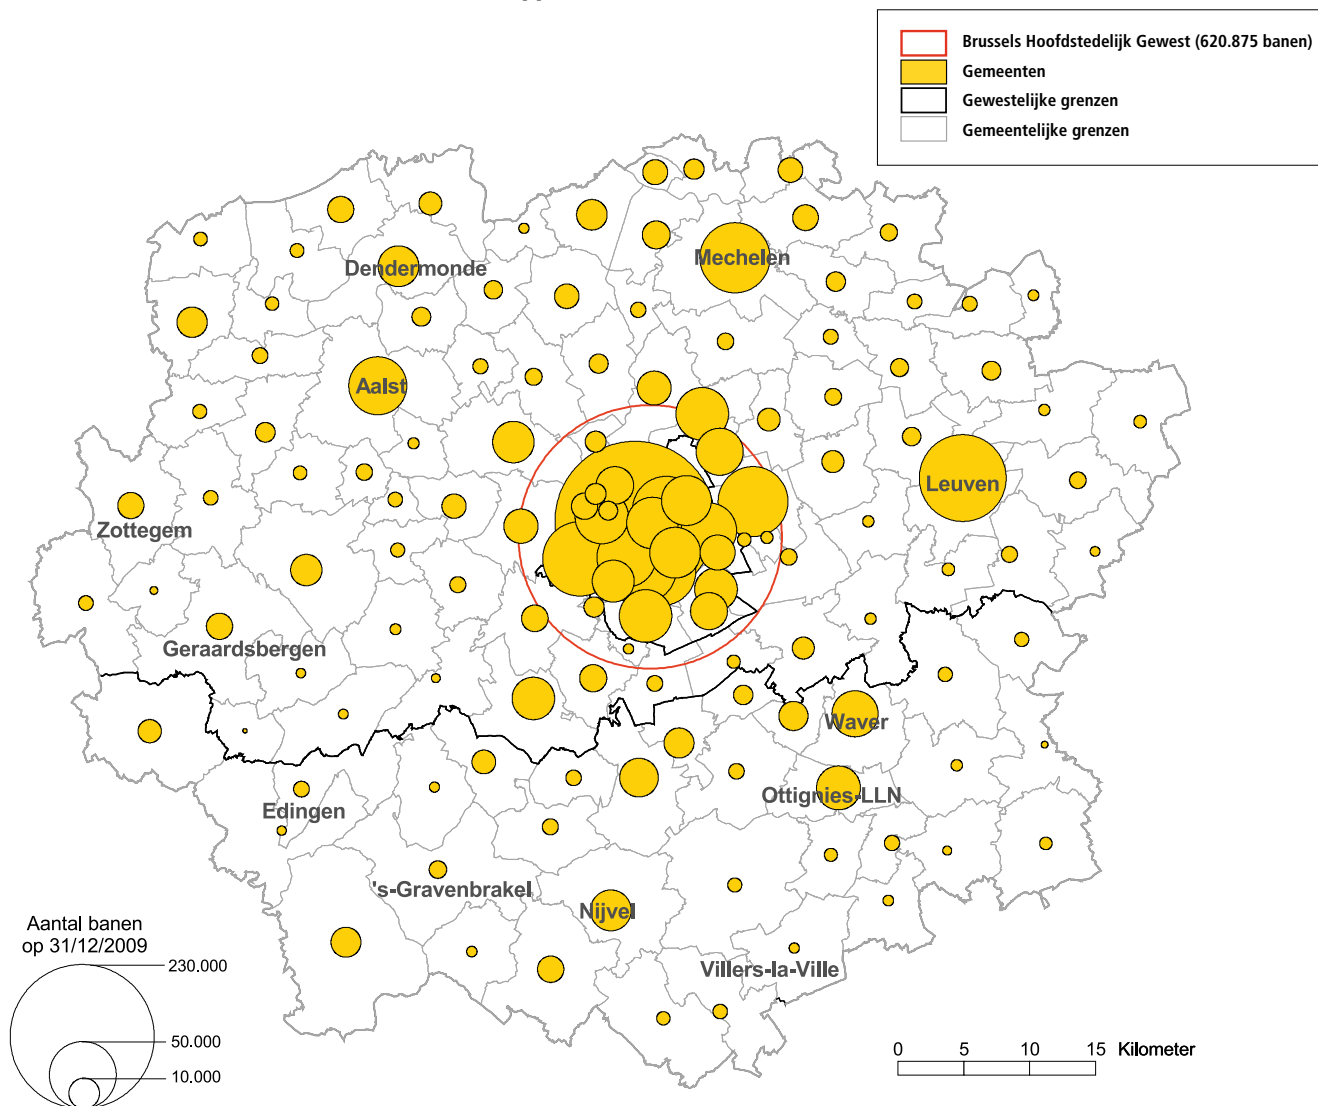 Brussels Hoofdstedelijk Gewest (620.875 banen)
Gemeenten
Gewestelijke grenzen
Gemeentelijke grenzen
Mechelen
Dendermonde
Aalst
Leuven
Zottegem
Geraardsbergen
Waver
Ottignies-LLN
Edingen
's-Gravenbrakel
Nijvel
Villers-la-Ville
Aantal banen
op 31/12/2009
230.000
50.000
10.000
0 5 10 15 Kilometer